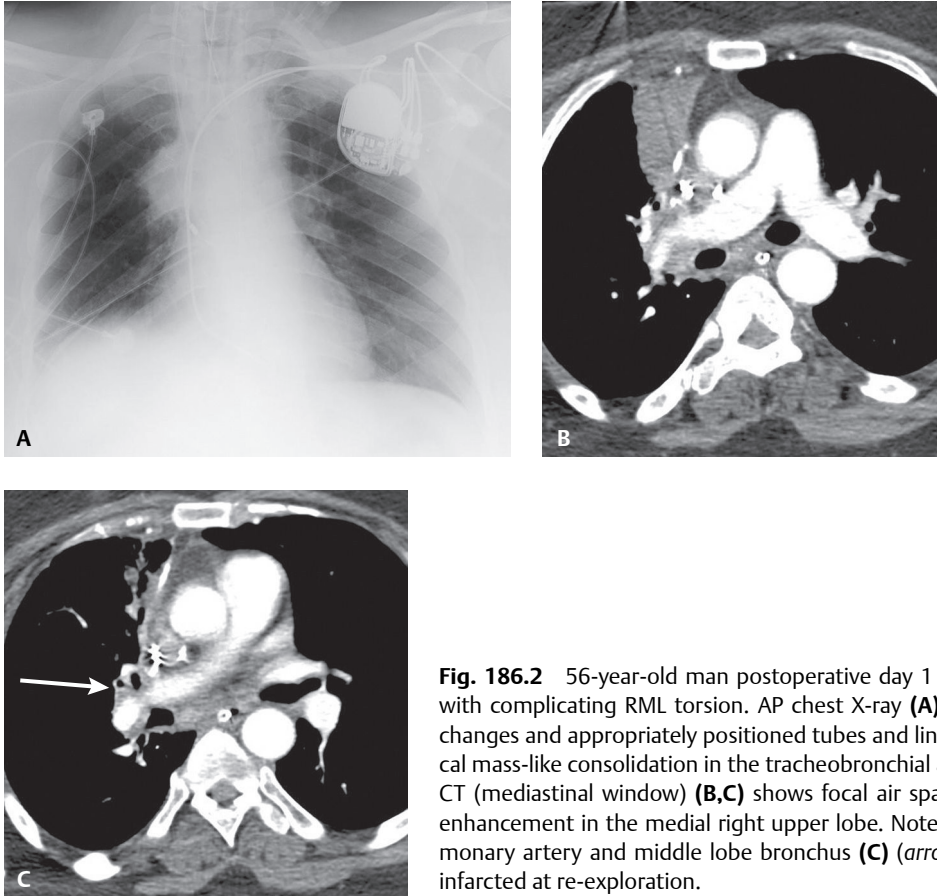 A
B
C
Fig. 186.2 56-year-old man postoperative day 1
with complicating RML torsion. AP chest X-ray (A)
changes and appropriately positioned tubes and lin
cal mass-like consolidation in the tracheobronchial
CT (mediastinal window) (B,C) shows focal air spa
enhancement in the medial right upper lobe. Note
monary artery and middle lobe bronchus (C) (arro
infarcted at re-exploration.